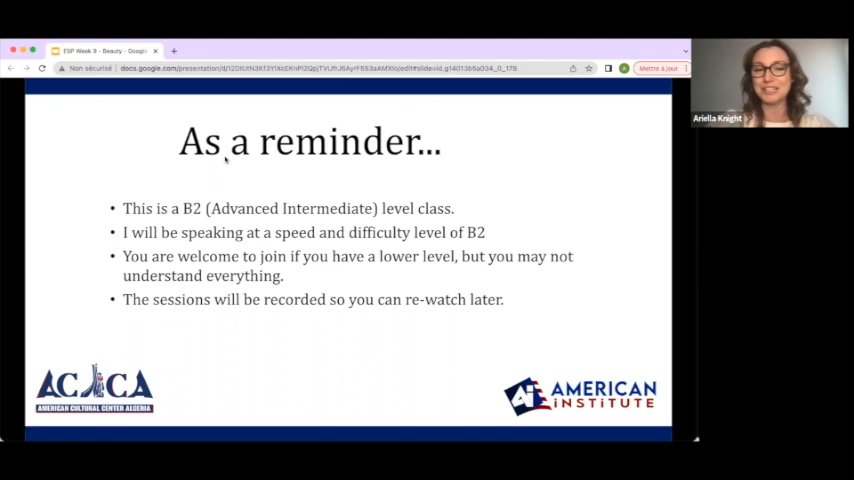 ESP Week 9 - Beauty - Google
Non sécurisé
Mettre à jour
Ariella Knight
As a reminder...
• This is a B2 (Advanced Intermediate) level class.
• I will be speaking at a speed and difficulty level of B2
• You are welcome to join if you have a lower level, but you may not
understand everything.
• The sessions will be recorded so you can re-watch later.
ACCA
AMERICAN CULTURAL CENTER ALGERIA
Ai AMERICAN
INSTITUTE